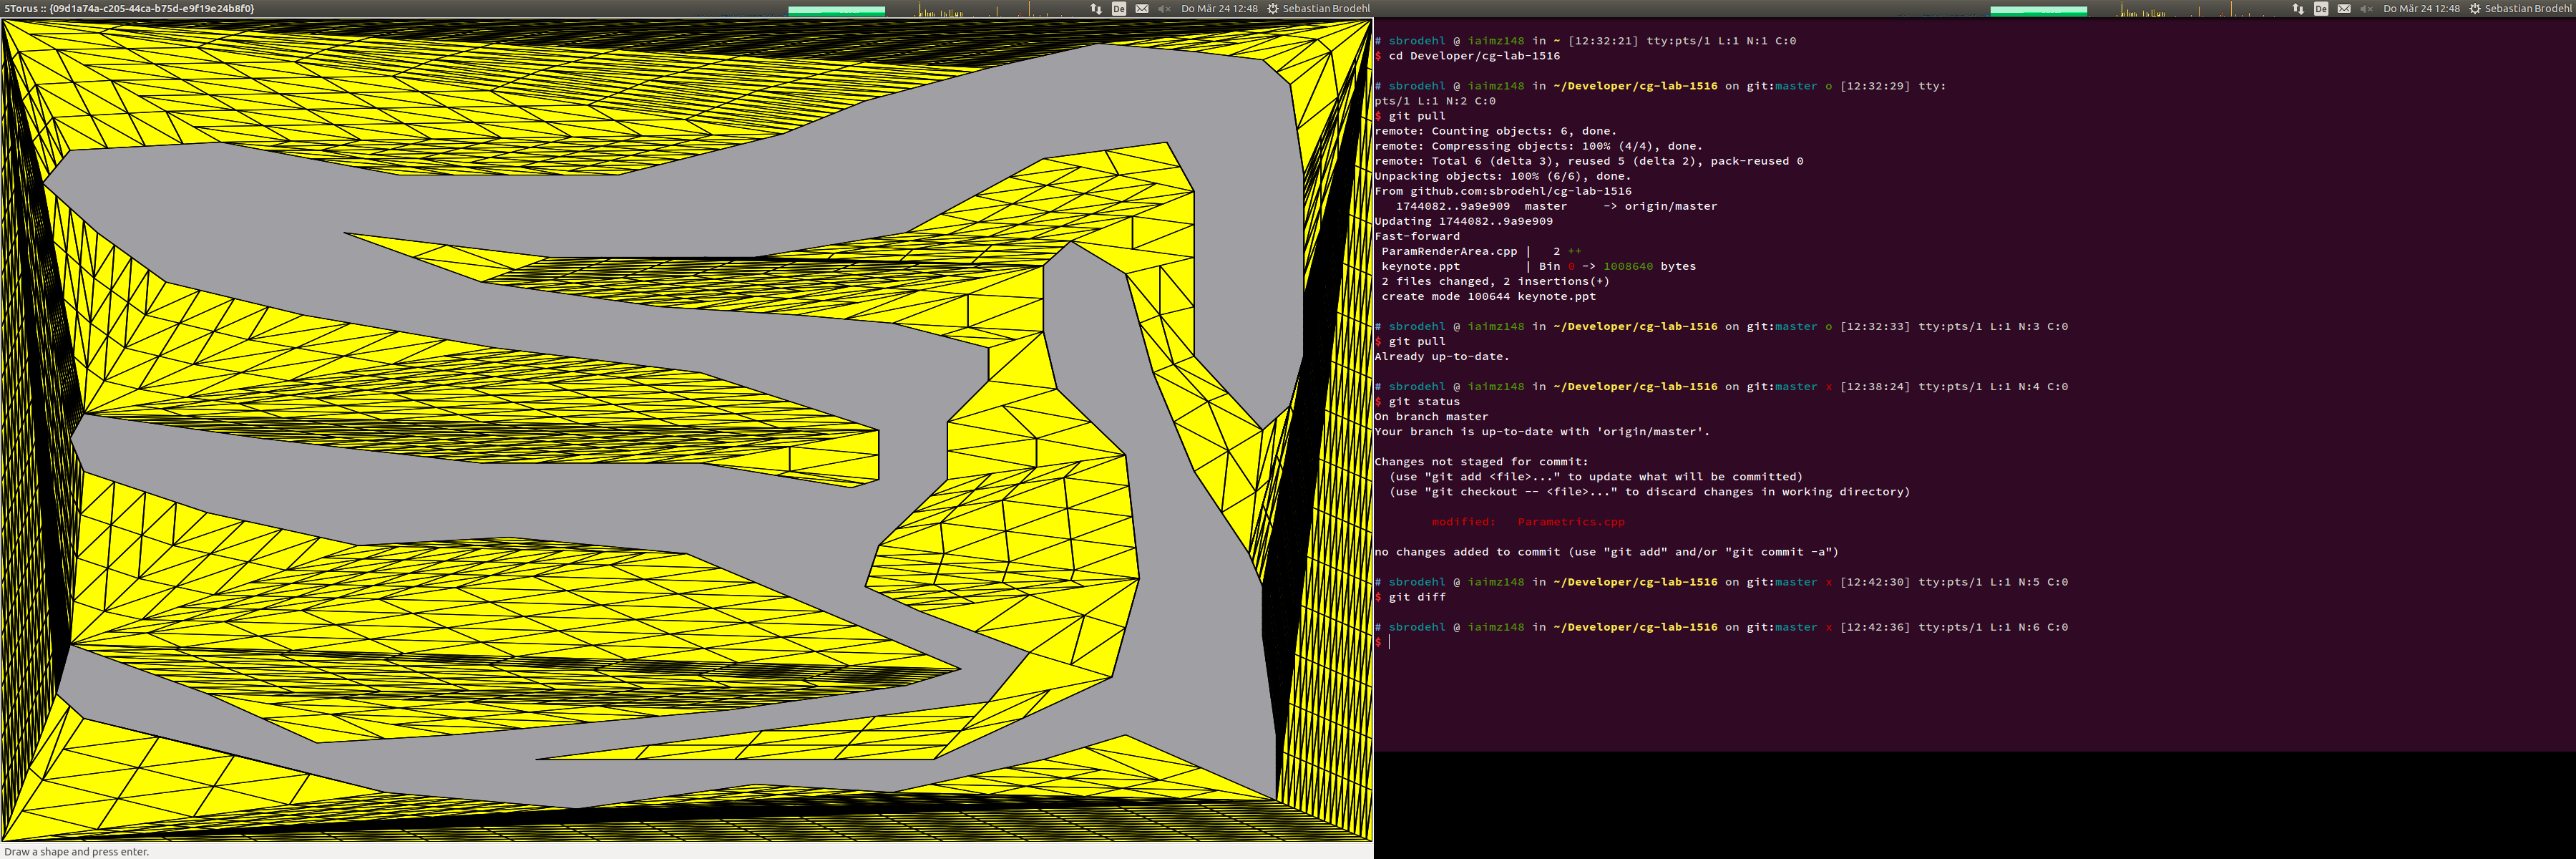 5Torus :: {09d1a74a-c205-44ca-b75d-e9f19e24b8f0}
De Do Mär 24 12:48 Sebastian Brodehl
De Do Mär 24 12:48 Sebastian Brodehl
Draw a shape and press enter.
# sbrodehl @ iaimz148 in ~ [12:32:21] tty:pts/1 L:1 N:1 C:0
$ cd Developer/cg-lab-1516
# sbrodehl @ iaimz148 in ~/Developer/cg-lab-1516 on git:master o [12:32:29] tty:
pts/1 L:1 N:2 C:0
$ git pull
remote: Counting objects: 6, done.
remote: Compressing objects: 100% (4/4), done.
remote: Total 6 (delta 3), reused 5 (delta 2), pack-reused 0
Unpacking objects: 100% (6/6), done.
From github.com:sbrodehl/cg-lab-1516
   1744082..9a9e909  master     -> origin/master
Updating 1744082..9a9e909
Fast-forward
 ParamRenderArea.cpp |   2 ++
 keynote.ppt         | Bin 0 -> 1008640 bytes
 2 files changed, 2 insertions(+)
 create mode 100644 keynote.ppt
# sbrodehl @ iaimz148 in ~/Developer/cg-lab-1516 on git:master o [12:32:33] tty:pts/1 L:1 N:3 C:0
$ git pull
Already up-to-date.
# sbrodehl @ iaimz148 in ~/Developer/cg-lab-1516 on git:master x [12:38:24] tty:pts/1 L:1 N:4 C:0
$ git status
On branch master
Your branch is up-to-date with 'origin/master'.
Changes not staged for commit:
  (use "git add <file>..." to update what will be committed)
  (use "git checkout -- <file>..." to discard changes in working directory)
        modified:   Parametrics.cpp
no changes added to commit (use "git add" and/or "git commit -a")
# sbrodehl @ iaimz148 in ~/Developer/cg-lab-1516 on git:master x [12:42:30] tty:pts/1 L:1 N:5 C:0
$ git diff
# sbrodehl @ iaimz148 in ~/Developer/cg-lab-1516 on git:master x [12:42:36] tty:pts/1 L:1 N:6 C:0
$